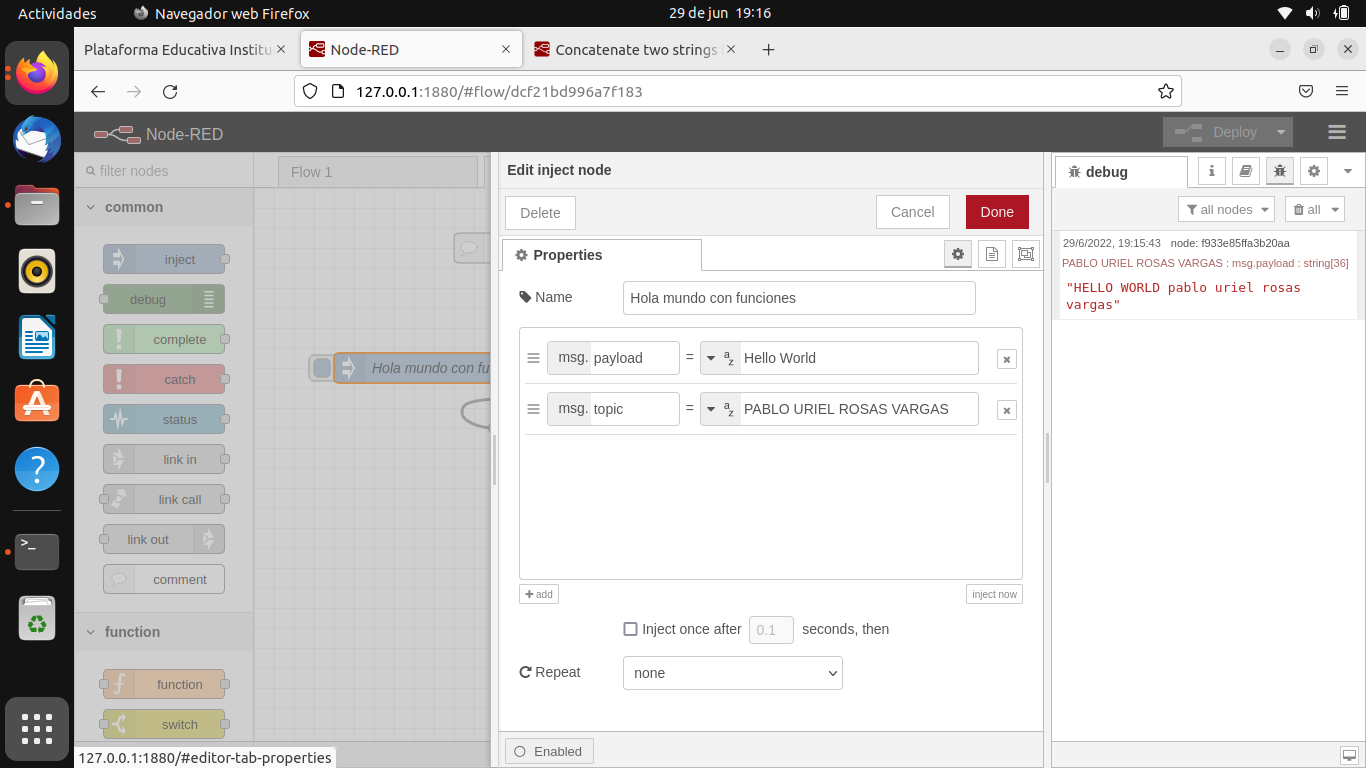 Actividades
Navegador web Firefox
29 de jun 19:16
Plataforma Educativa Institu
Node-RED
Concatenate two strings
127.0.0.1:1880/#flow/dcf21bd996a7f183
Node-RED
Deploy
filter nodes
common
inject
debug
complete
catch
status
link in
link call
link out
comment
function
function
switch
Flow 1
Hola mundo con fu
Edit inject node
Delete
Cancel
Done
Properties
Name
Hola mundo con funciones
msg. payload = a z Hello World
msg. topic = a z PABLO URIEL ROSAS VARGAS
add
inject now
Inject once after 0.1 seconds, then
Repeat
none
Enabled
debug
all nodes
all
29/6/2022, 19:15:43 node: f933e85ffa3b20aa
PABLO URIEL ROSAS VARGAS : msg.payload : string[36]
"HELLO WORLD pablo uriel rosas
vargas"
127.0.0.1:1880/#editor-tab-properties